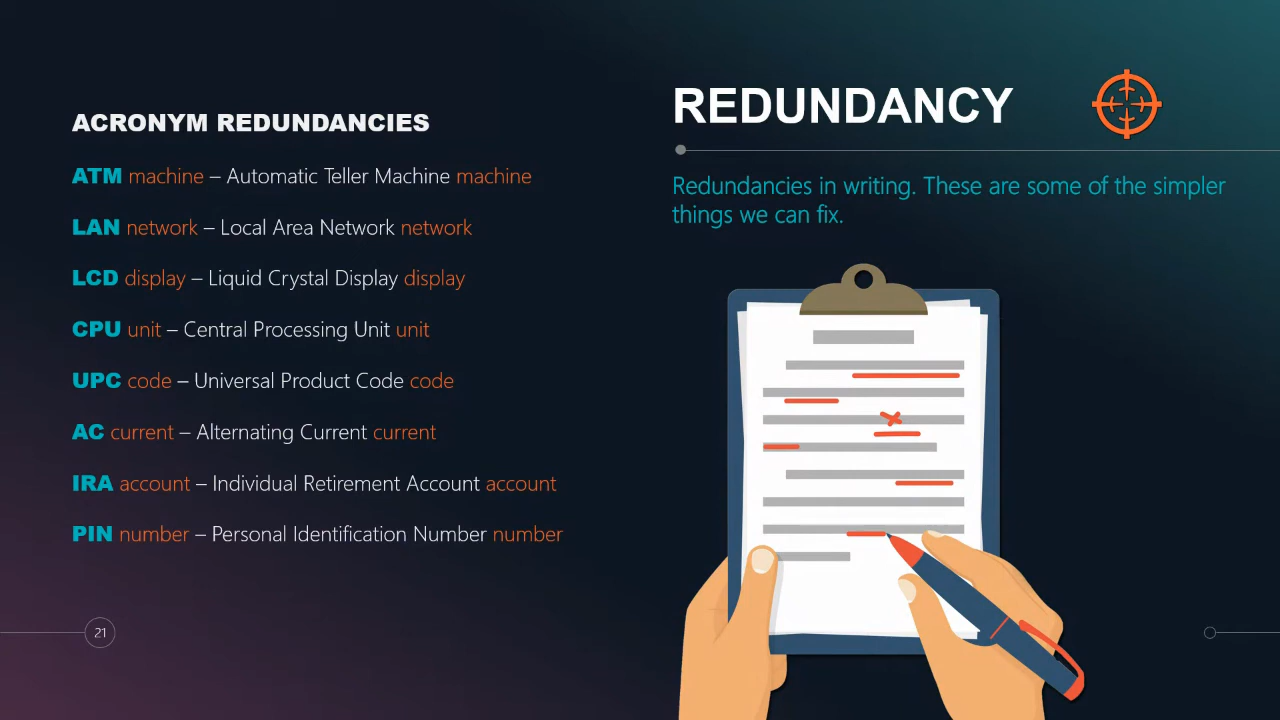 ACRONYM REDUNDANCIES
ATM machine – Automatic Teller Machine machine
LAN network – Local Area Network network
LCD display – Liquid Crystal Display display
CPU unit – Central Processing Unit unit
UPC code – Universal Product Code code
AC current – Alternating Current current
IRA account – Individual Retirement Account account
PIN number – Personal Identification Number number
21
REDUNDANCY
Redundancies in writing. These are some of the simpler
things we can fix.